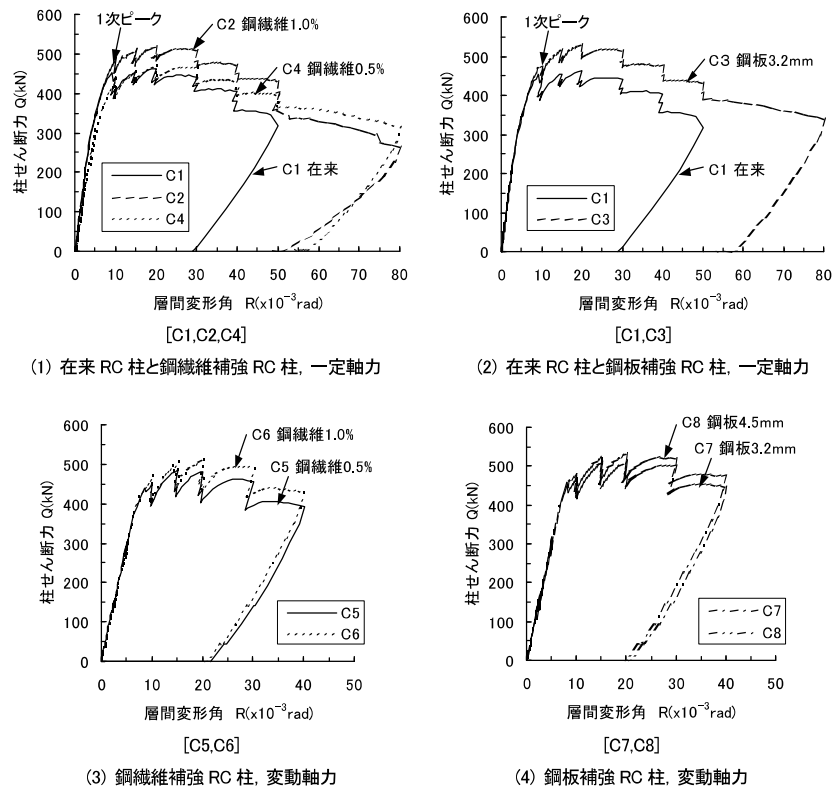 柱せん断力 Q(kN)
600
500
400
300
200
100
0
0 10 20 30 40 50 60 70 80
1次ピーク
C2 鋼繊維1.0%
C4 鋼繊維0.5%
C1 在来
C1
C2
C4
層間変形角 R(x10⁻³rad)
[C1,C2,C4]
(1) 在来 RC 柱と鋼繊維補強 RC 柱, 一定軸力
柱せん断力 Q(kN)
600
500
400
300
200
100
0
0 10 20 30 40 50 60 70 80
1次ピーク
C3 鋼板3.2mm
C1 在来
C1
C3
層間変形角 R(x10⁻³rad)
[C1,C3]
(2) 在来 RC 柱と鋼板補強 RC 柱, 一定軸力
柱せん断力 Q(kN)
600
500
400
300
200
100
0
0 10 20 30 40 50
C6 鋼繊維1.0%
C5 鋼繊維0.5%
C5
C6
層間変形角 R(x10⁻³rad)
[C5,C6]
(3) 鋼繊維補強 RC 柱, 変動軸力
柱せん断力 Q(kN)
600
500
400
300
200
100
0
0 10 20 30 40 50
C8 鋼板4.5mm
C7 鋼板3.2mm
C7
C8
層間変形角 R(x10⁻³rad)
[C7,C8]
(4) 鋼板補強 RC 柱, 変動軸力